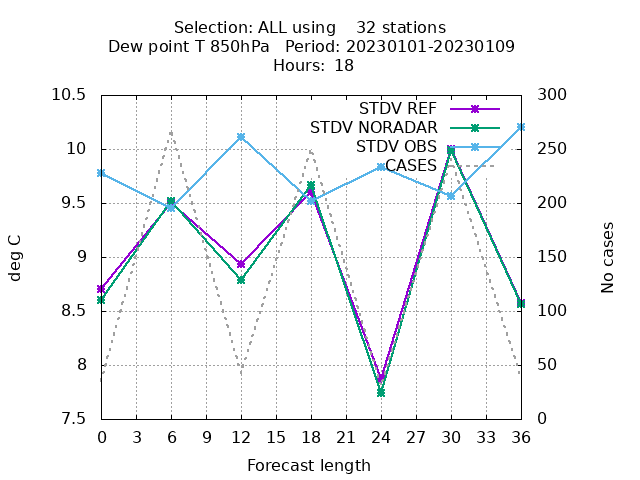 Selection: ALL using    32 stations
Dew point T 850hPa   Period: 20230101-20230109
Hours: 18
10.5
10
9.5
9
8.5
8
7.5
300
250
200
150
100
50
0
deg C
No cases
STDV REF
STDV NORADAR
STDV OBS
CASES
0 3 6 9 12 15 18 21 24 27 30 33 36
Forecast length